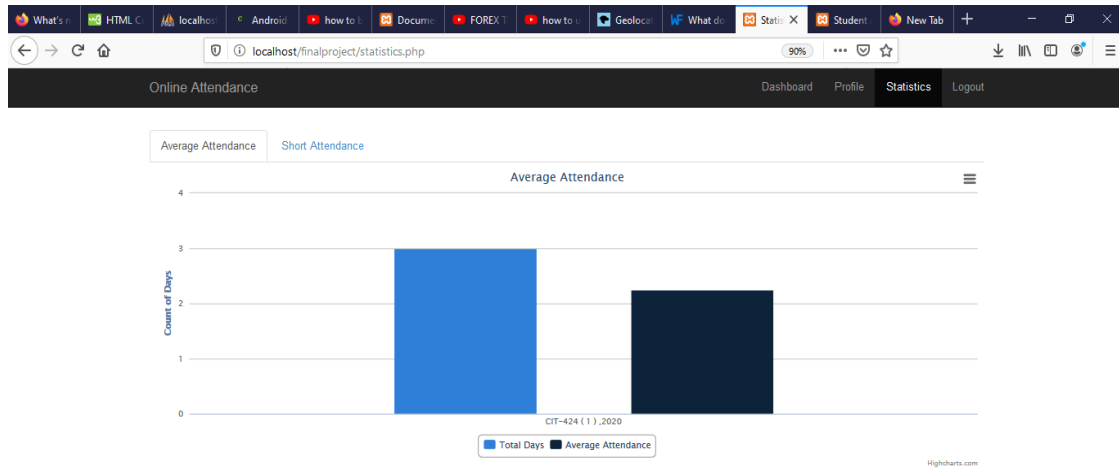 What's n HTML C localhos Android how to b Docume FOREX T how to u Geolocat What do Statis Student New Tab
localhost/finalproject/statistics.php 90%
Online Attendance Dashboard Profile Statistics Logout
Average Attendance Short Attendance
Average Attendance
4
3
2
1
0
Count of Days
CIT-424 ( 1 ) ,2020
Total Days Average Attendance
Highcharts.com